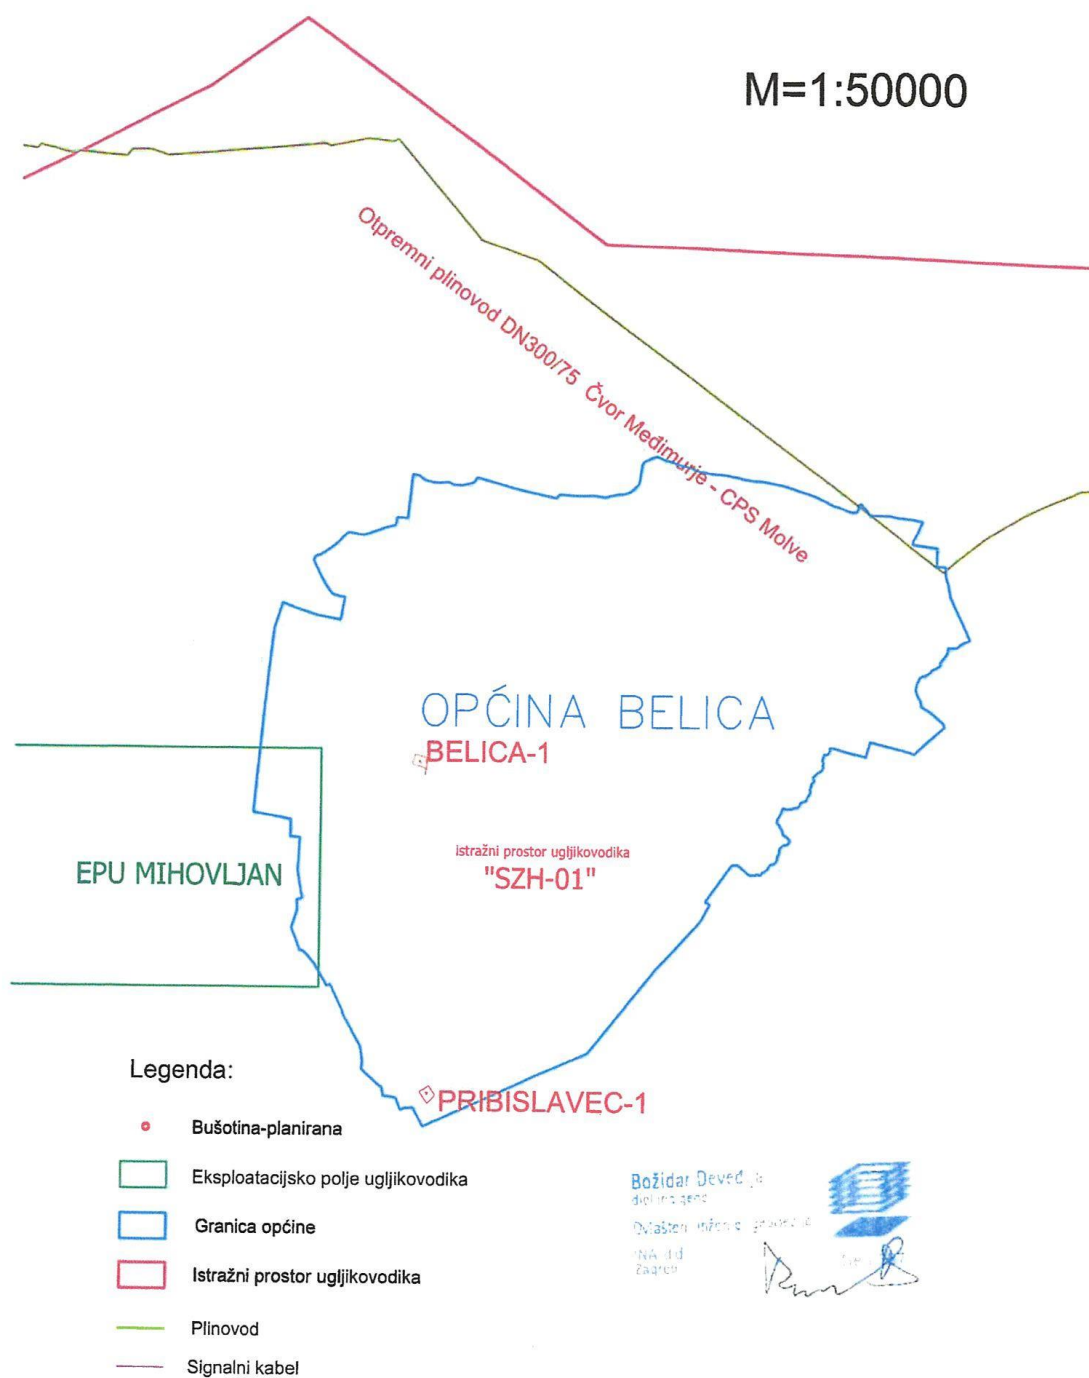 M=1:50000
Otpremni plinovod DN300/75 Čvor Međimurje - CPS Molve
OPĆINA BELICA
BELICA-1
istražni prostor ugljikovodika
"SZH-01"
EPU MIHOVLJAN
PRIBISLAVEC-1
Legenda:
Bušotina-planirana
Eksploatacijsko polje ugljikovodika
Granica općine
Istražni prostor ugljikovodika
Plinovod
Signalni kabel
Božidar
INA d.d.
Zagreb